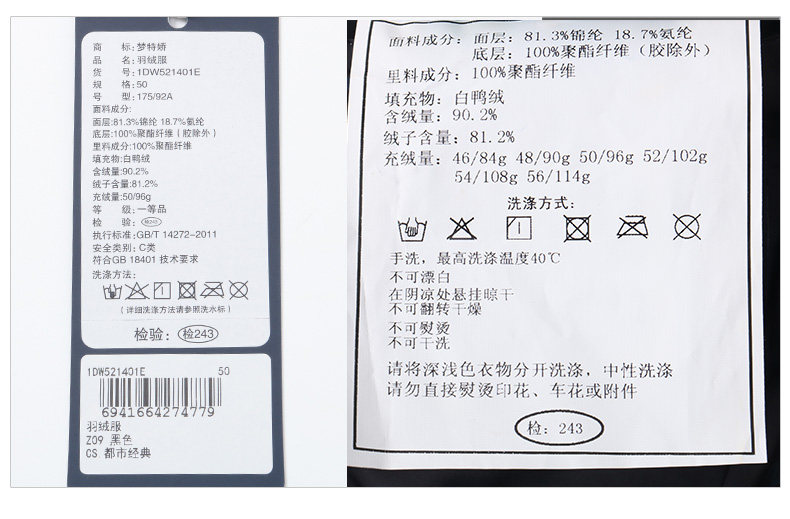 商 标:梦特娇
品 名:羽绒服
货 号:1DW521401E
规 格:50
号 型:175/92A
面料成分:
面层:81.3%锦纶 18.7%氨纶
底层:100%聚酯纤维(胶除外)
里料成分:100%聚酯纤维
填充物:白鸭绒
含绒量:90.2%
绒子含量:81.2%
充绒量:50/96g
等 级:一等品
检 验:检243
执行标准:GB/T 14272-2011
安全类别:C类
符合GB 18401 技术要求
洗涤方法:
(详细洗涤方法请参照洗水标)
检验:检243
1DW521401E 50
6941664274779
羽绒服
Z09 黑色
CS 都市经典
面料成分:面层:81.3%锦纶 18.7%氨纶
底层:100%聚酯纤维(胶除外)
里料成分:100%聚酯纤维
填充物:白鸭绒
含绒量:90.2%
绒子含量:81.2%
充绒量:46/84g 48/90g 50/96g 52/102g
54/108g 56/114g
洗涤方式:
手洗,最高洗涤温度40℃
不可漂白
在阴凉处悬挂晾干
不可翻转干燥
不可熨烫
不可干洗
请将深浅色衣物分开洗涤,中性洗涤
请勿直接熨烫印花、车花或附件
检:243